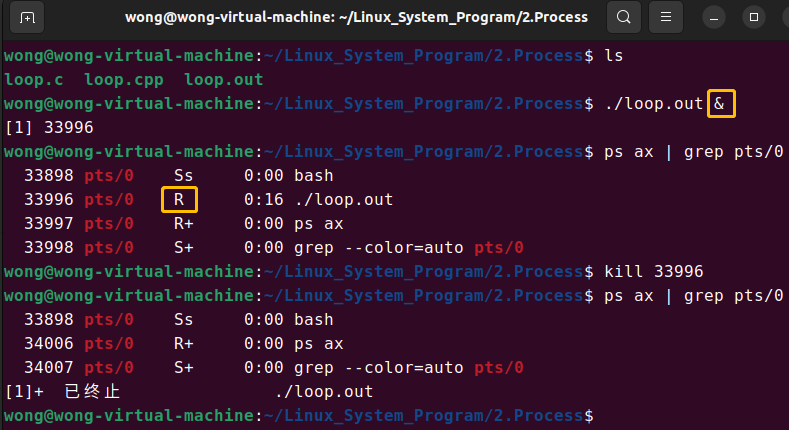 wong@wong-virtual-machine: ~/Linux_System_Program/2.Process
wong@wong-virtual-machine:~/Linux_System_Program/2.Process$ ls
loop.c  loop.cpp  loop.out
wong@wong-virtual-machine:~/Linux_System_Program/2.Process$ ./loop.out &
[1] 33996
wong@wong-virtual-machine:~/Linux_System_Program/2.Process$ ps ax | grep pts/0
  33898 pts/0    Ss     0:00 bash
  33996 pts/0    R      0:16 ./loop.out
  33997 pts/0    R+     0:00 ps ax
  33998 pts/0    S+     0:00 grep --color=auto pts/0
wong@wong-virtual-machine:~/Linux_System_Program/2.Process$ kill 33996
wong@wong-virtual-machine:~/Linux_System_Program/2.Process$ ps ax | grep pts/0
  33898 pts/0    Ss     0:00 bash
  34006 pts/0    R+     0:00 ps ax
  34007 pts/0    S+     0:00 grep --color=auto pts/0
[1]+  已终止               ./loop.out
wong@wong-virtual-machine:~/Linux_System_Program/2.Process$